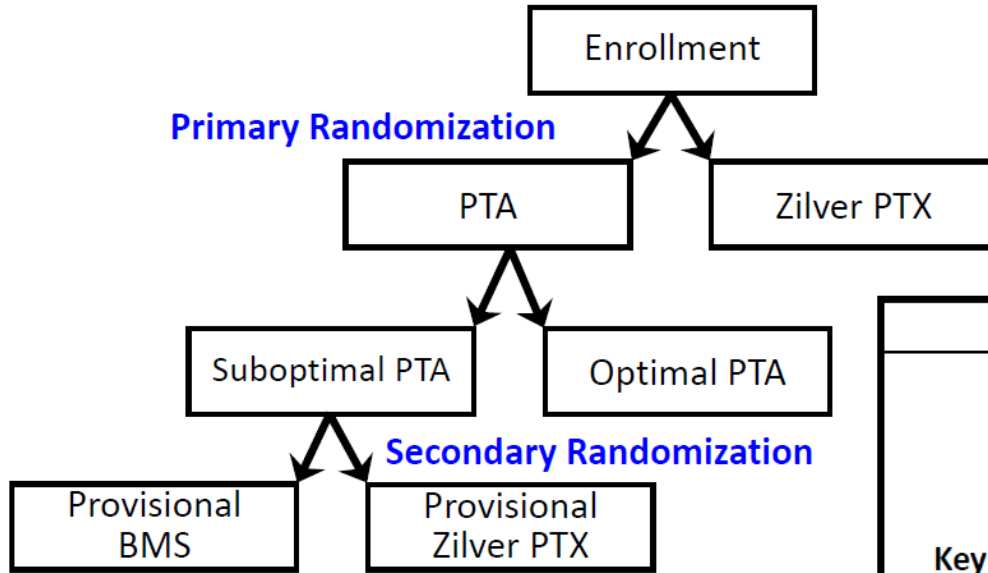 Enrollment
Primary Randomization
PTA
Zilver PTX
Suboptimal PTA
Optimal PTA
Secondary Randomization
Provisional
BMS
Provisional
Zilver PTX
Key